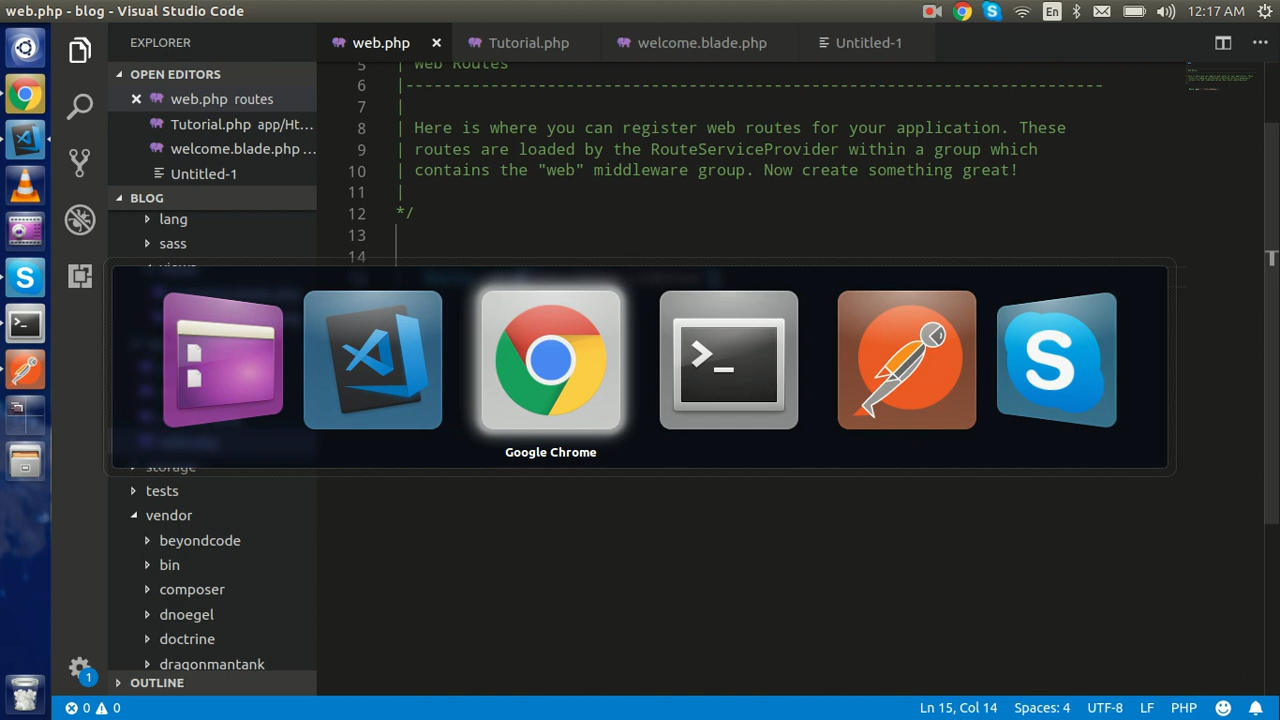 web.php - blog - Visual Studio Code
En
12:17 AM
EXPLORER
web.php
Tutorial.php
welcome.blade.php
Untitled-1
OPEN EDITORS
web.php routes
Tutorial.php app/Ht...
welcome.blade.php ...
Untitled-1
BLOG
lang
sass
views
storage
tests
vendor
beyondcode
bin
composer
dnoegel
doctrine
dragonmantank
OUTLINE
5 | Web Routes
6 |--------------------------------------------------------------------------
7 |
8 | Here is where you can register web routes for your application. These
9 | routes are loaded by the RouteServiceProvider within a group which
10 | contains the "web" middleware group. Now create something great!
11 |
12 */
13
14
Google Chrome
1
0 0
Ln 15, Col 14
Spaces: 4
UTF-8
LF
PHP